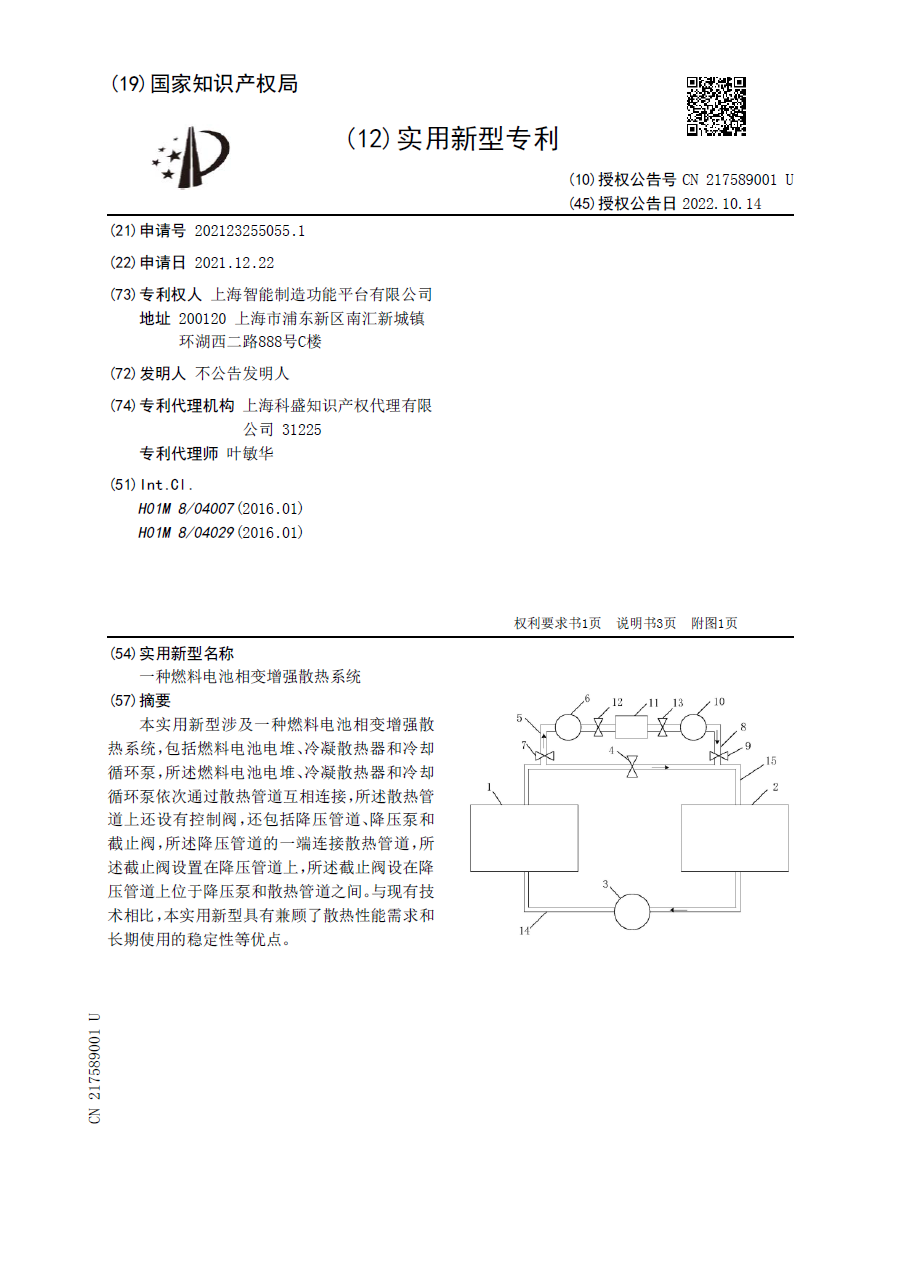 (19)国家知识产权局
(12)实用新型专利
(10)授权公告号 CN 217589001 U
(45)授权公告日 2022.10.14
(21)申请号 202123255055.1
(22)申请日 2021.12.22
(73)专利权人 上海智能制造功能平台有限公司
地址 200120 上海市浦东新区南汇新城镇
环湖西二路888号C楼
(72)发明人 不公告发明人
(74)专利代理机构 上海科盛知识产权代理有限
公司 31225
专利代理师 叶敏华
(51)Int.Cl.
H01M 8/04007(2016.01)
H01M 8/04029(2016.01)
权利要求书1页 说明书3页 附图1页
(54)实用新型名称
一种燃料电池相变增强散热系统
(57)摘要
本实用新型涉及一种燃料电池相变增强散
热系统,包括燃料电池电堆、冷凝散热器和冷却
循环泵,所述燃料电池电堆、冷凝散热器和冷却
循环泵依次通过散热管道互相连接,所述散热管
道上还设有控制阀,还包括降压管道、降压泵和
截止阀,所述降压管道的一端连接散热管道,所
述截止阀设置在降压管道上,所述截止阀设在降
压管道上位于降压泵和散热管道之间。与现有技
术相比,本实用新型具有兼顾了散热性能需求和
长期使用的稳定性等优点。
6 12 11 13 10
5 8
7 4 9
15
1 2
3
14
CN 217589001 U